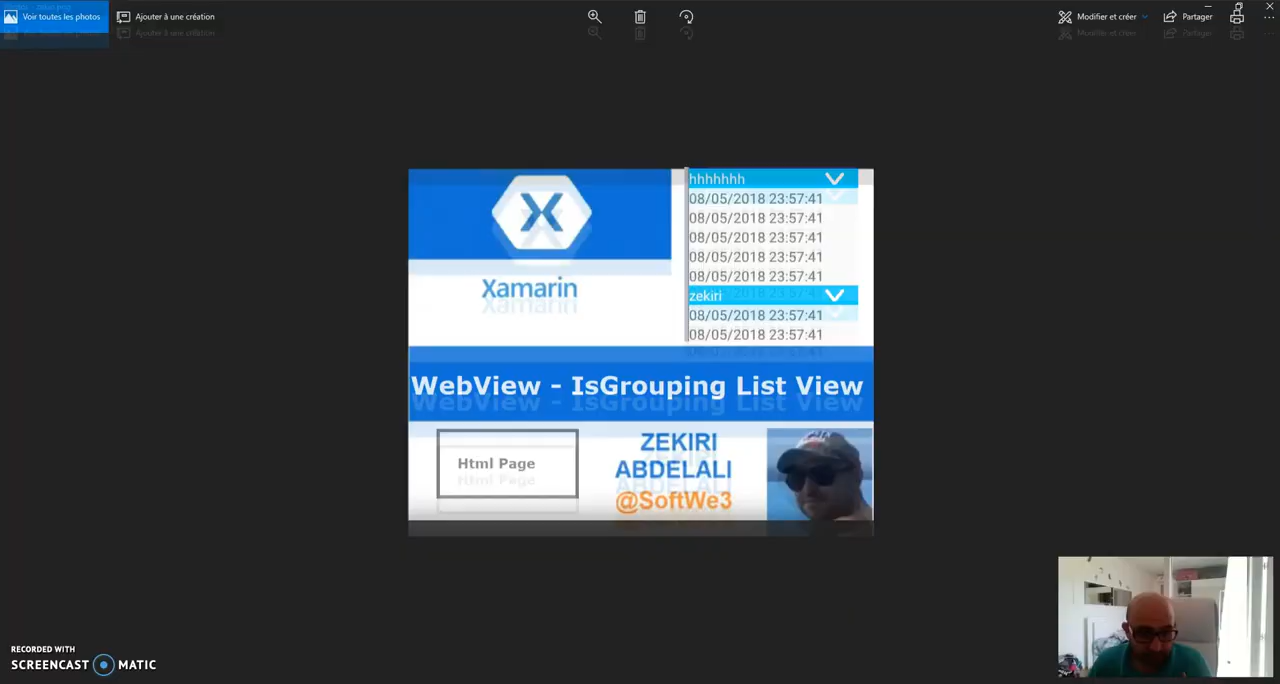 Voir toutes les photos
Ajouter à une création
Modifier et créer
Partager
hhhhhhh
08/05/2018 23:57:41
08/05/2018 23:57:41
08/05/2018 23:57:41
08/05/2018 23:57:41
08/05/2018 23:57:41
zekiri
08/05/2018 23:57:41
08/05/2018 23:57:41
Xamarin
WebView - IsGrouping List View
Html Page
ZEKIRI
ABDELALI
@SoftWe3
RECORDED WITH
SCREENCAST MATIC